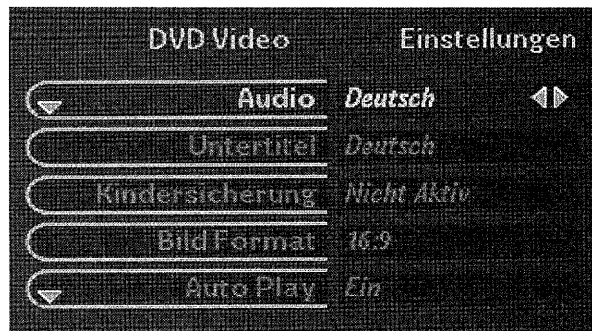 DVD Video Einstellungen
Audio Deutsch
Untertitel Deutsch
Kindersicherung Nicht Aktiv
Bild Format 16:9
Auto Play Ein